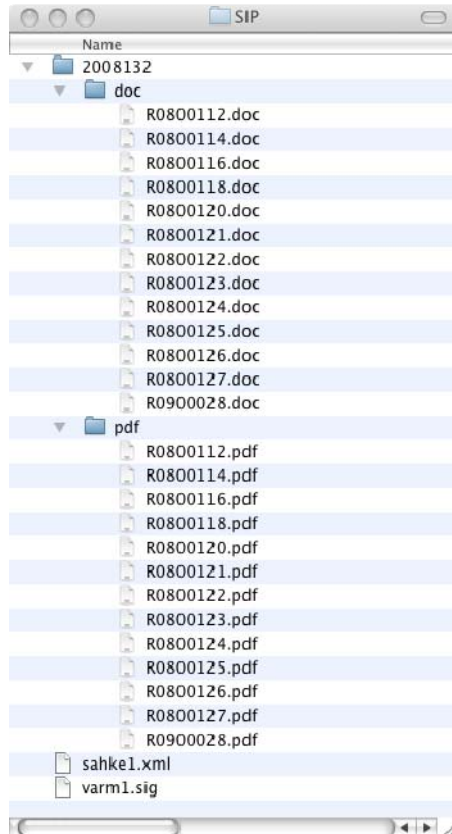 SIP
Name
2008132
doc
R0800112.doc
R0800114.doc
R0800116.doc
R0800118.doc
R0800120.doc
R0800121.doc
R0800122.doc
R0800123.doc
R0800124.doc
R0800125.doc
R0800126.doc
R0800127.doc
R0900028.doc
pdf
R0800112.pdf
R0800114.pdf
R0800116.pdf
R0800118.pdf
R0800120.pdf
R0800121.pdf
R0800122.pdf
R0800123.pdf
R0800124.pdf
R0800125.pdf
R0800126.pdf
R0800127.pdf
R0900028.pdf
sahke1.xml
varm1.sig